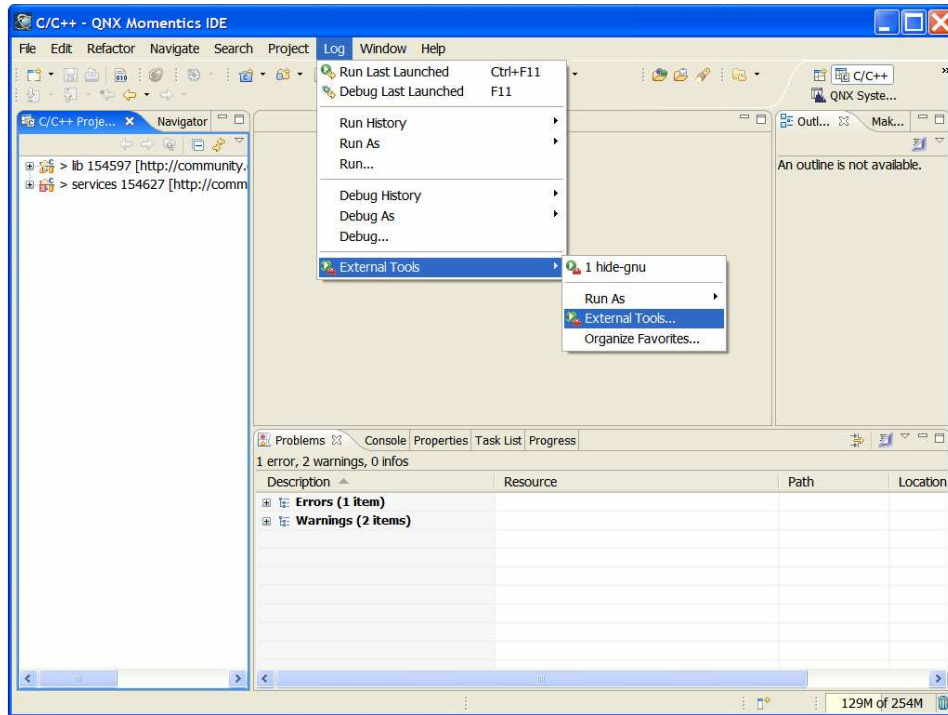 C/C++ - QNX Momentics IDE
File Edit Refactor Navigate Search Project Log Window Help
Run Last Launched Ctrl+F11
Debug Last Launched F11
Run History
Run As
Run...
Debug History
Debug As
Debug...
External Tools
1 hide-gnu
Run As
External Tools...
Organize Favorites...
C/C++
QNX Syste...
C/C++ Proje... Navigator
> lib 154597 [http://community.
> services 154627 [http://comm
Outl... Mak...
An outline is not available.
Problems Console Properties Task List Progress
1 error, 2 warnings, 0 infos
Description Resource Path Location
Errors (1 item)
Warnings (2 items)
129M of 254M